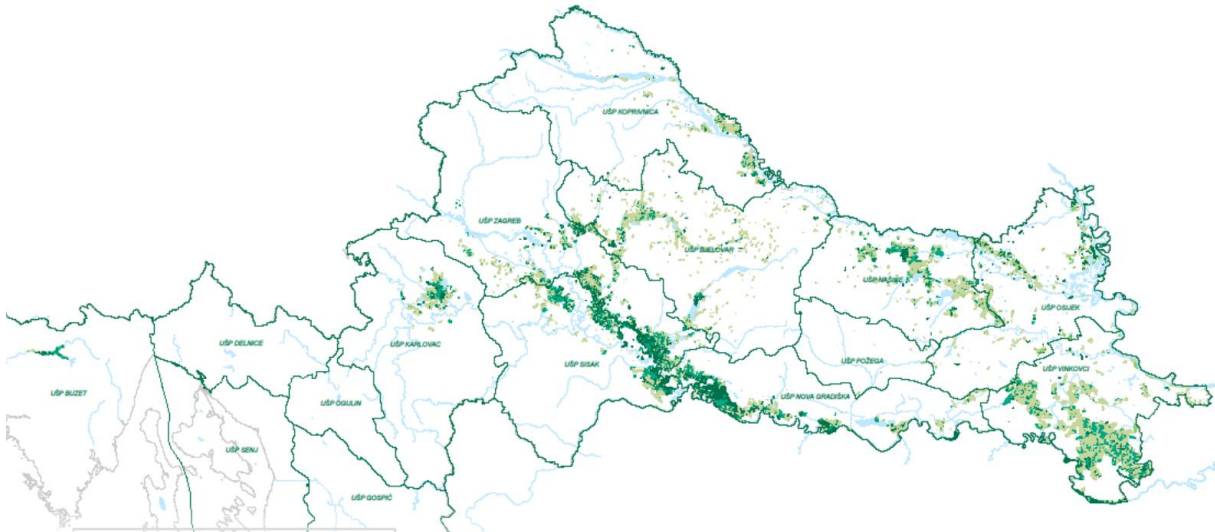 UŠP KOPRIVNICA
UŠP ZAGREB
UŠP BJELOVAR
UŠP NAŠICE
UŠP OSIJEK
UŠP DELNICE
UŠP KARLOVAC
UŠP SISAK
UŠP POŽEGA
UŠP VINKOVCI
UŠP BUZET
UŠP OGULIN
UŠP NOVA GRADIŠKA
UŠP SENJ
UŠP GOSPIĆ